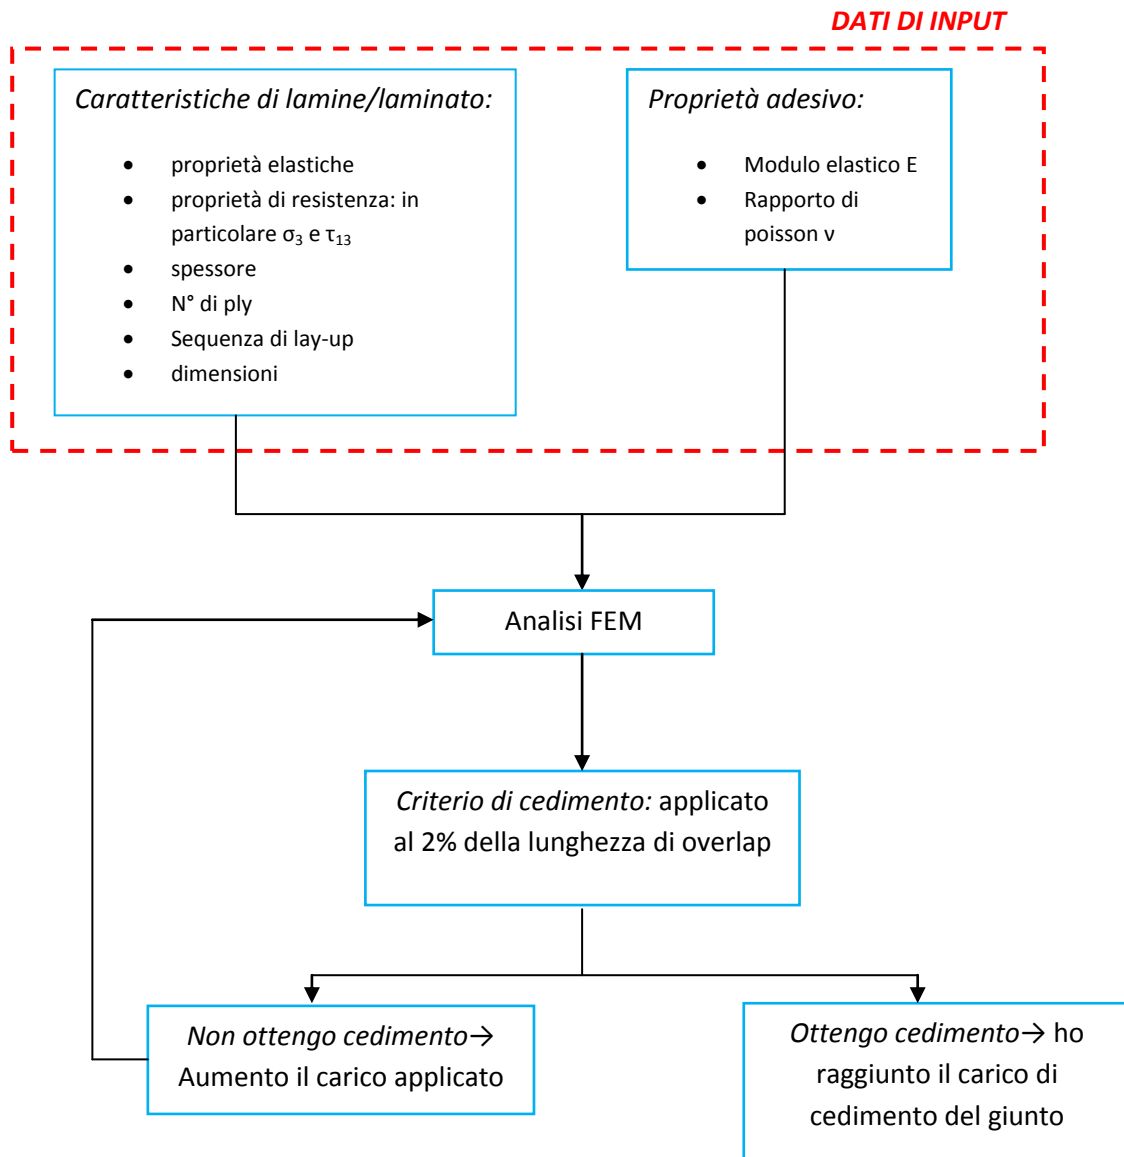 DATI DI INPUT
Caratteristiche di lamine/laminato:
• proprietà elastiche
• proprietà di resistenza: in
particolare σ₃ e τ₁₃
• spessore
• N° di ply
• Sequenza di lay-up
• dimensioni
Proprietà adesivo:
• Modulo elastico E
• Rapporto di
poisson ν
Analisi FEM
Criterio di cedimento: applicato
al 2% della lunghezza di overlap
Non ottengo cedimento→
Aumento il carico applicato
Ottengo cedimento→ ho
raggiunto il carico di
cedimento del giunto